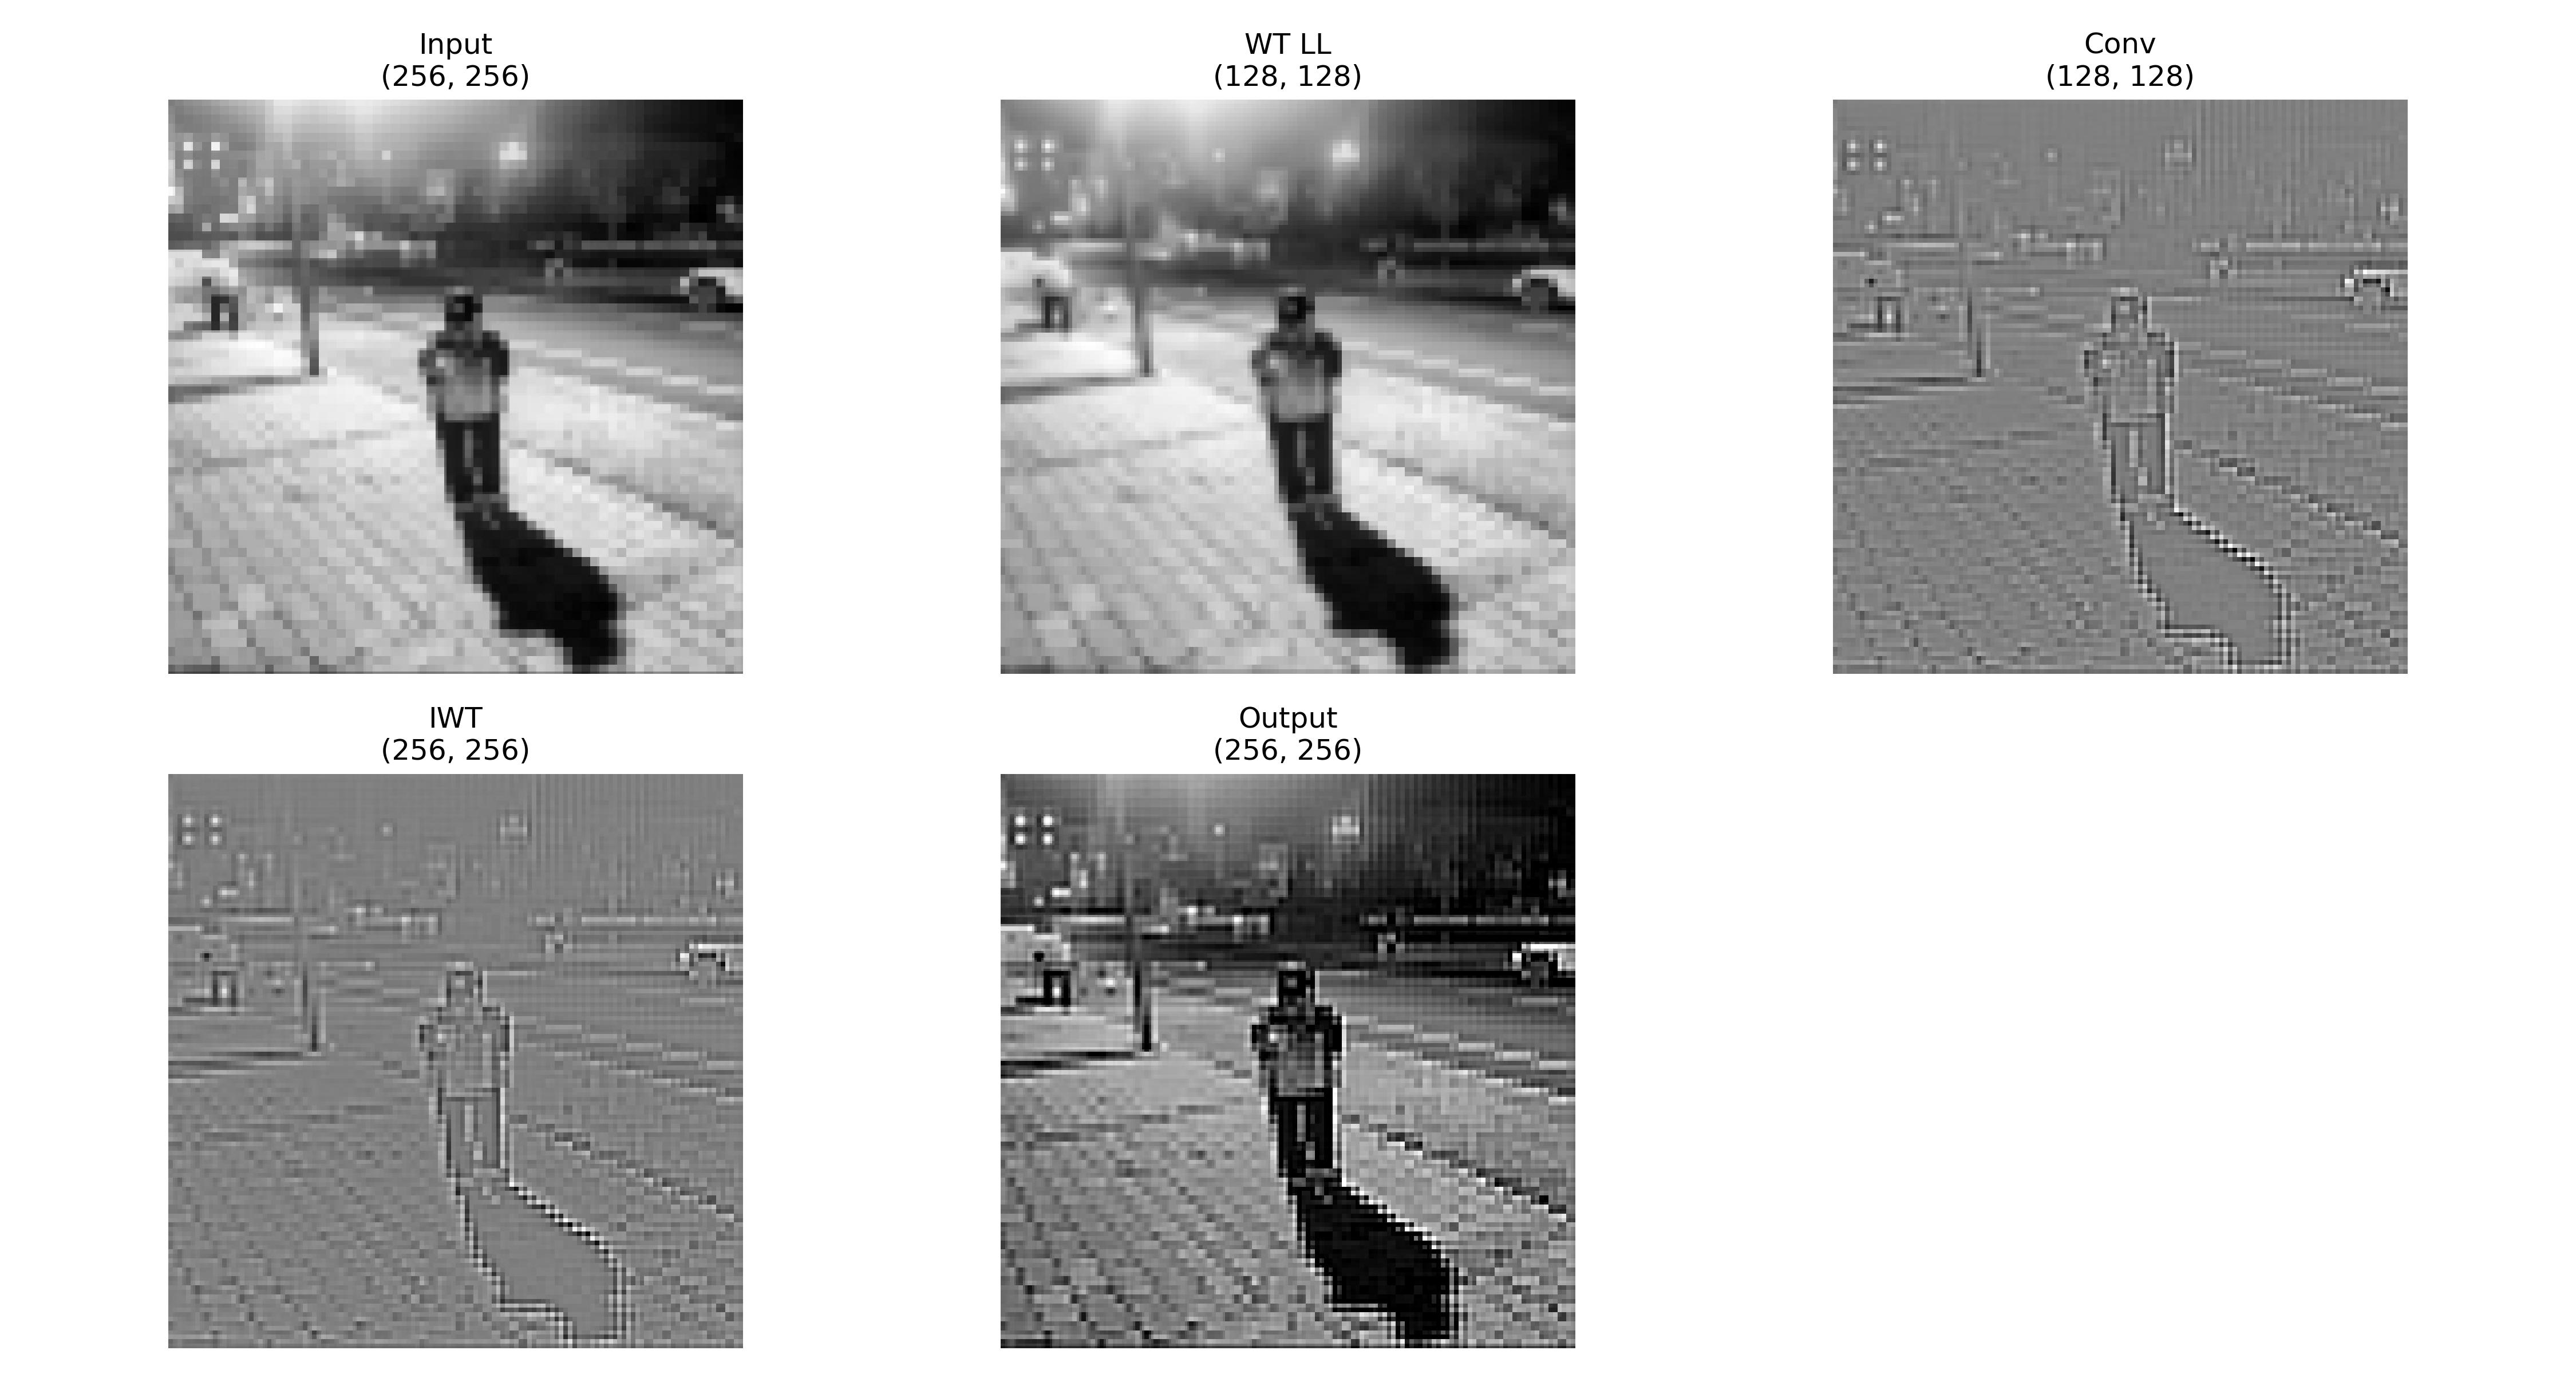 Input
(256, 256)
WT LL
(128, 128)
Conv
(128, 128)
IWT
(256, 256)
Output
(256, 256)